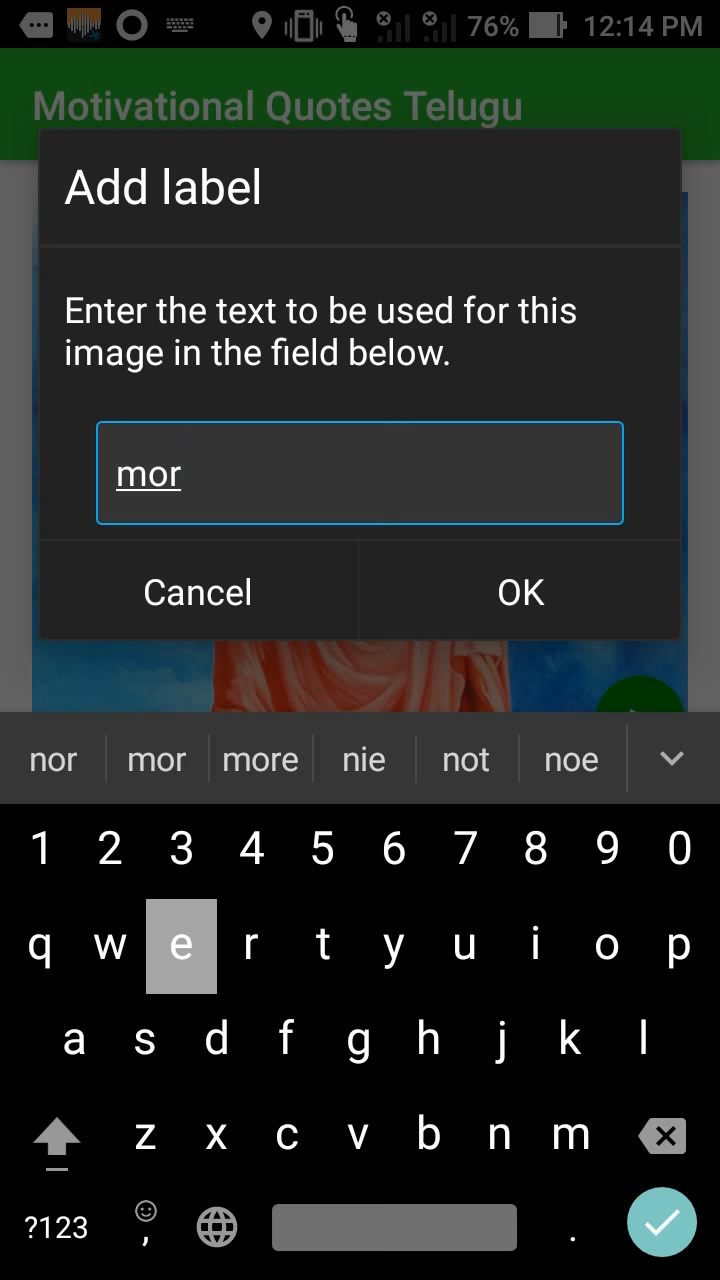 76% 12:14 PM
Motivational Quotes Telugu
Add label
Enter the text to be used for this
image in the field below.
mor
Cancel OK
nor mor more nie not noe
1 2 3 4 5 6 7 8 9 0
q w e r t y u i o p
a s d f g h j k l
z x c v b n m
?123 , .